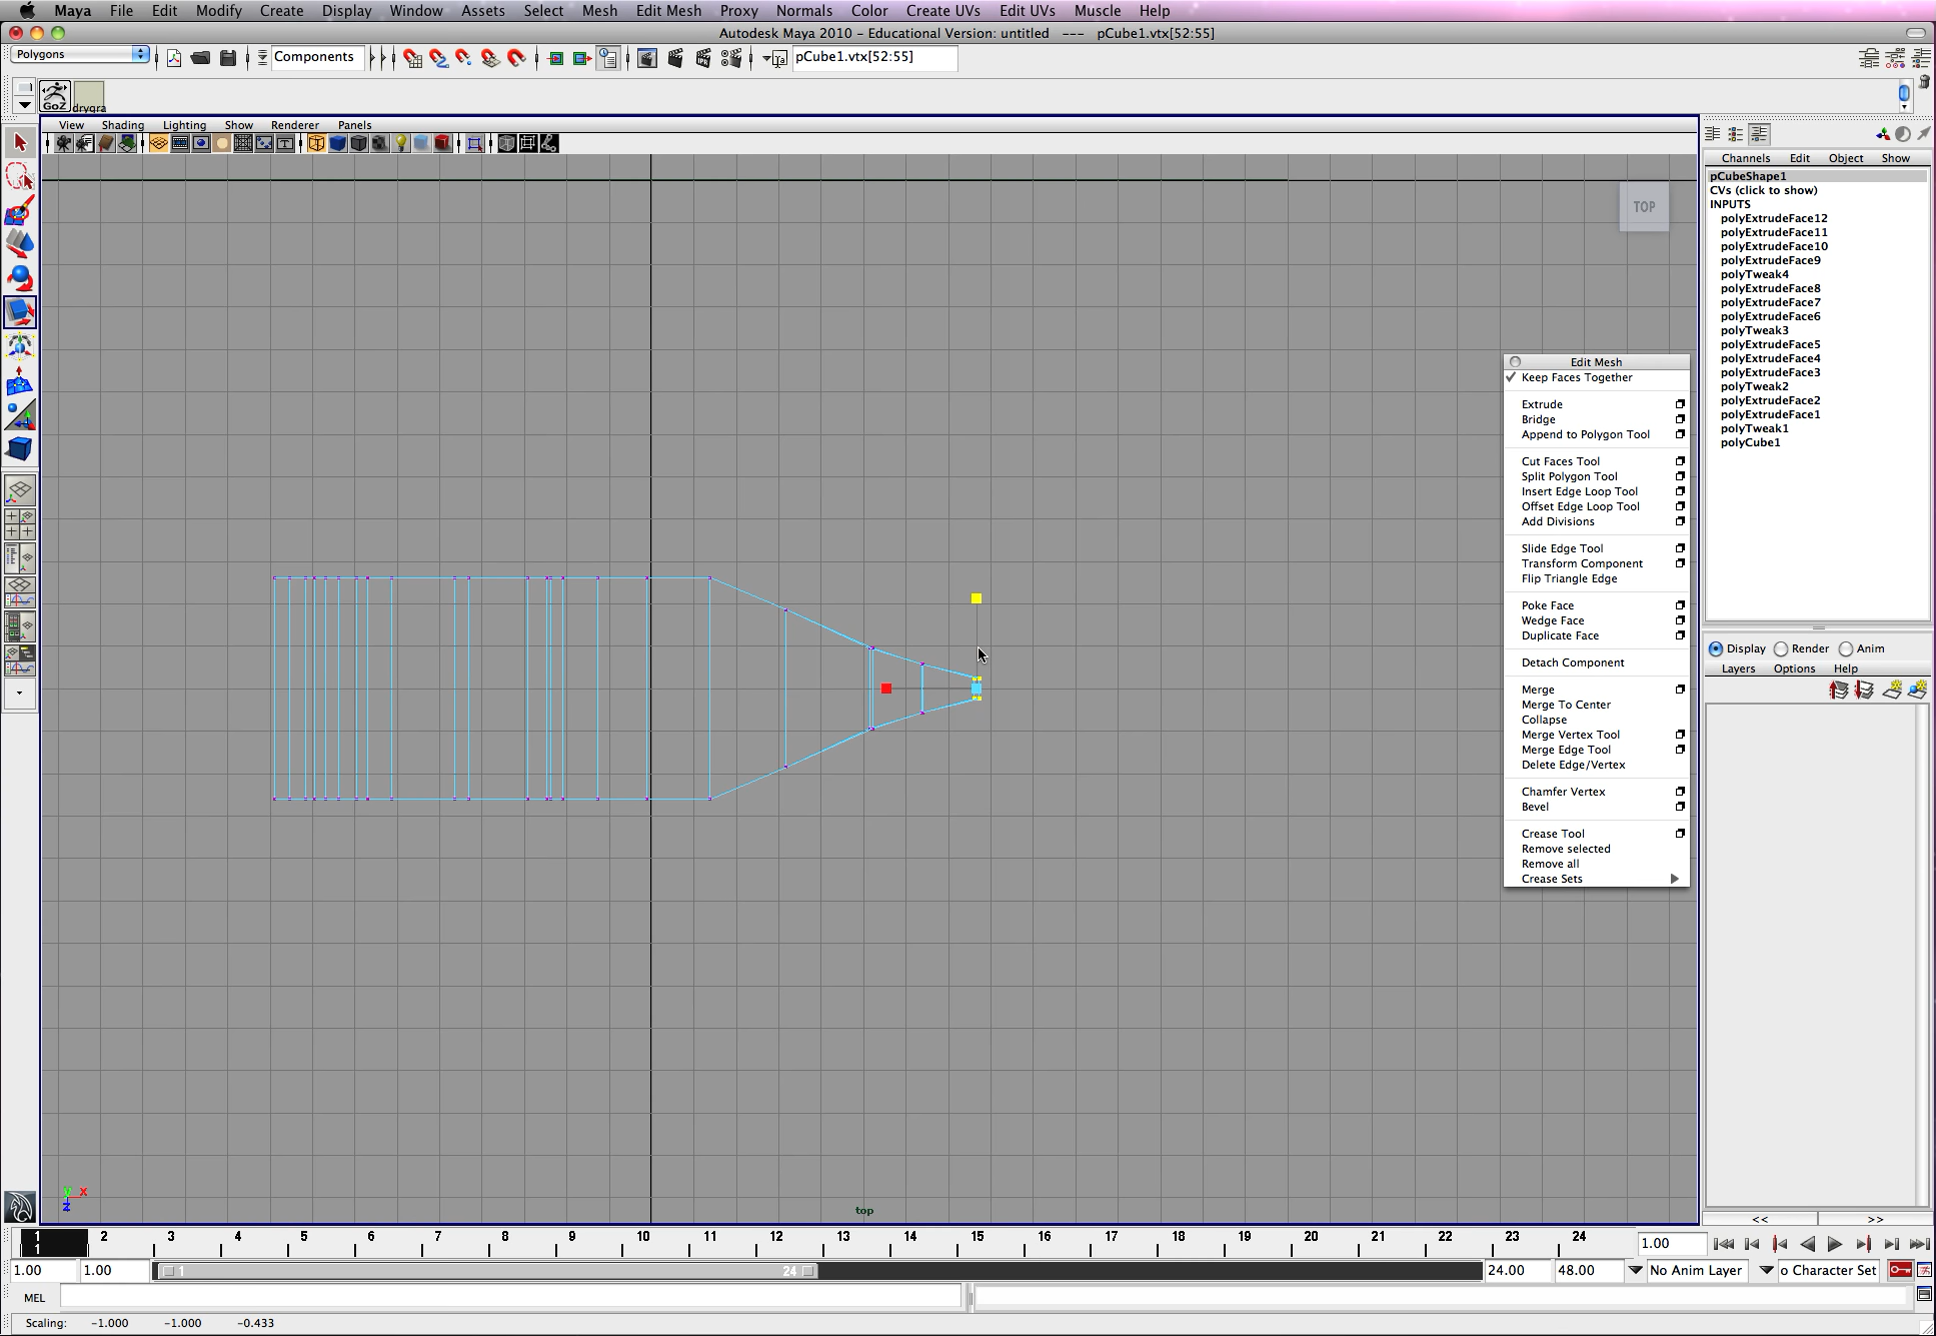 Maya File Edit Modify Create Display Window Assets Select Mesh Edit Mesh Proxy Normals Color Create UVs Edit UVs Muscle Help
Autodesk Maya 2010 - Educational Version: untitled --- pCube1.vtx[52:55]
Polygons
Components
pCube1.vtx[52:55]
GoZ
drygra
View Shading Lighting Show Renderer Panels
TOP
Channels Edit Object Show
pCubeShape1
CVs (click to show)
INPUTS
polyExtrudeFace12
polyExtrudeFace11
polyExtrudeFace10
polyExtrudeFace9
polyTweak4
polyExtrudeFace8
polyExtrudeFace7
polyExtrudeFace6
polyTweak3
polyExtrudeFace5
polyExtrudeFace4
polyExtrudeFace3
polyTweak2
polyExtrudeFace2
polyExtrudeFace1
polyTweak1
polyCube1
Edit Mesh
Keep Faces Together
Extrude
Bridge
Append to Polygon Tool
Cut Faces Tool
Split Polygon Tool
Insert Edge Loop Tool
Offset Edge Loop Tool
Add Divisions
Slide Edge Tool
Transform Component
Flip Triangle Edge
Poke Face
Wedge Face
Duplicate Face
Detach Component
Merge
Merge To Center
Collapse
Merge Vertex Tool
Merge Edge Tool
Delete Edge/Vertex
Chamfer Vertex
Bevel
Crease Tool
Remove selected
Remove all
Crease Sets
Display Render Anim
Layers Options Help
y x
z
top
<< >>
1 2 3 4 5 6 7 8 9 10 11 12 13 14 15 16 17 18 19 20 21 22 23 24
1
1.00
1.00 1.00 1 24 24.00 48.00 No Anim Layer o Character Set
MEL
Scaling: -1.000 -1.000 -0.433